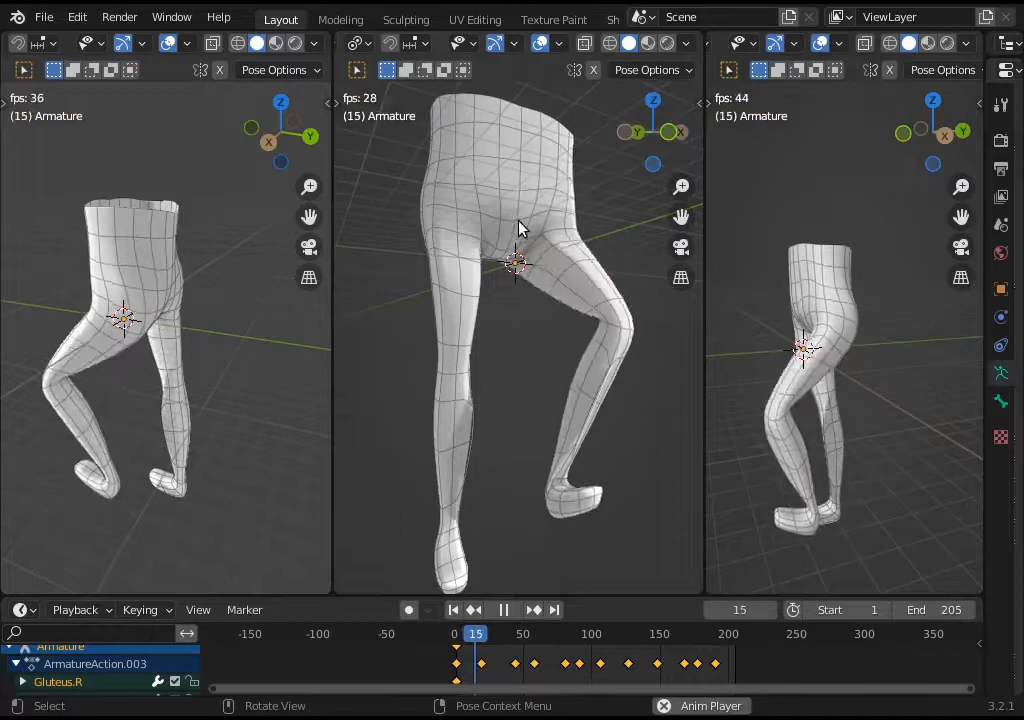 File Edit Render Window Help Layout Modeling Sculpting UV Editing Texture Paint Sh Scene ViewLayer
X Pose Options X Pose Options X Pose Options
fps: 36
(15) Armature
fps: 28
(15) Armature
fps: 44
(15) Armature
Z
Y
X
Z
Y
X
Z
Y
X
Playback Keying View Marker 15 Start 1 End 205
-150 -100 -50 0 15 50 100 150 200 250 300 350
Armature
ArmatureAction.003
Gluteus.R
Select Rotate View Pose Context Menu Anim Player 3.2.1